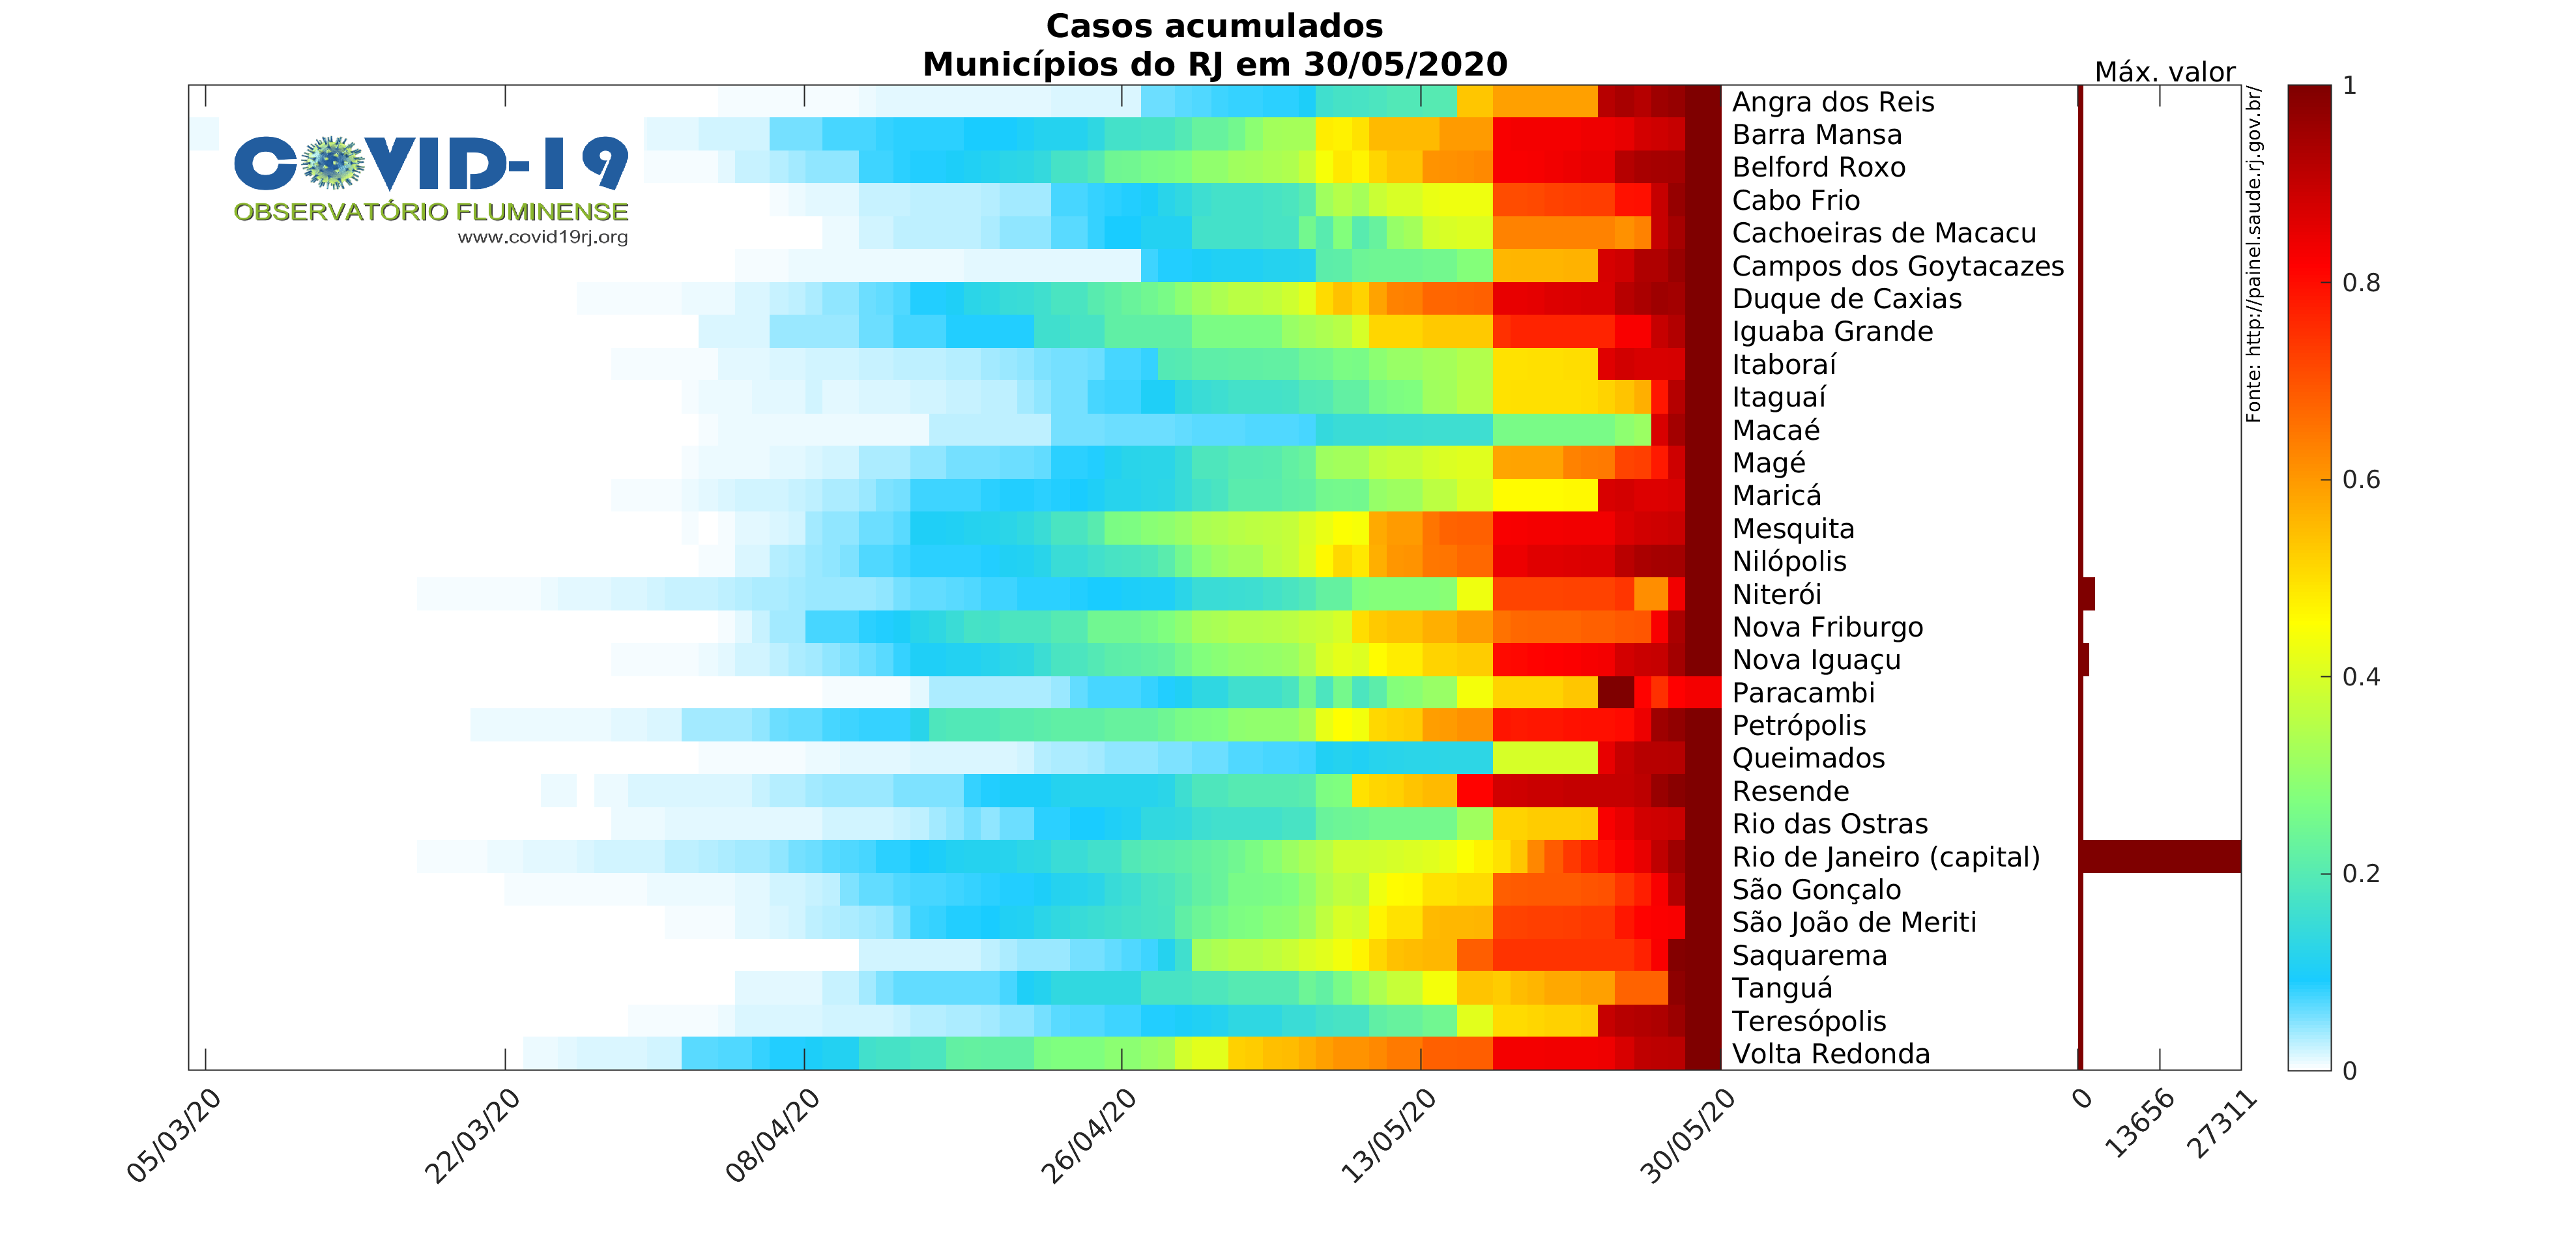 Casos acumulados
Municípios do RJ em 30/05/2020
Máx. valor
COVID-19
OBSERVATÓRIO FLUMINENSE
www.covid19rj.org
Angra dos Reis
Barra Mansa
Belford Roxo
Cabo Frio
Cachoeiras de Macacu
Campos dos Goytacazes
Duque de Caxias
Iguaba Grande
Itaboraí
Itaguaí
Macaé
Magé
Maricá
Mesquita
Nilópolis
Niterói
Nova Friburgo
Nova Iguaçu
Paracambi
Petrópolis
Queimados
Resende
Rio das Ostras
Rio de Janeiro (capital)
São Gonçalo
São João de Meriti
Saquarema
Tanguá
Teresópolis
Volta Redonda
Fonte: http://painel.saude.rj.gov.br/
1
0.8
0.6
0.4
0.2
0
05/03/20
22/03/20
08/04/20
26/04/20
13/05/20
30/05/20
0
13656
27311